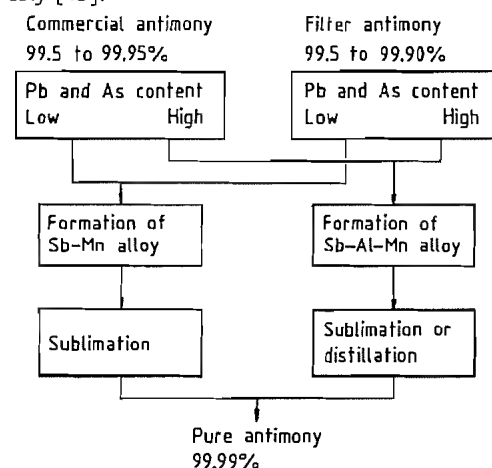 Commercial antimony
99.5 to 99.95%
Filter antimony
99.5 to 99.90%
Pb and As content
Low High
Pb and As content
Low High
Formation of
Sb-Mn alloy
Formation of
Sb-Al-Mn alloy
Sublimation
Sublimation or
distillation
Pure antimony
99.99%